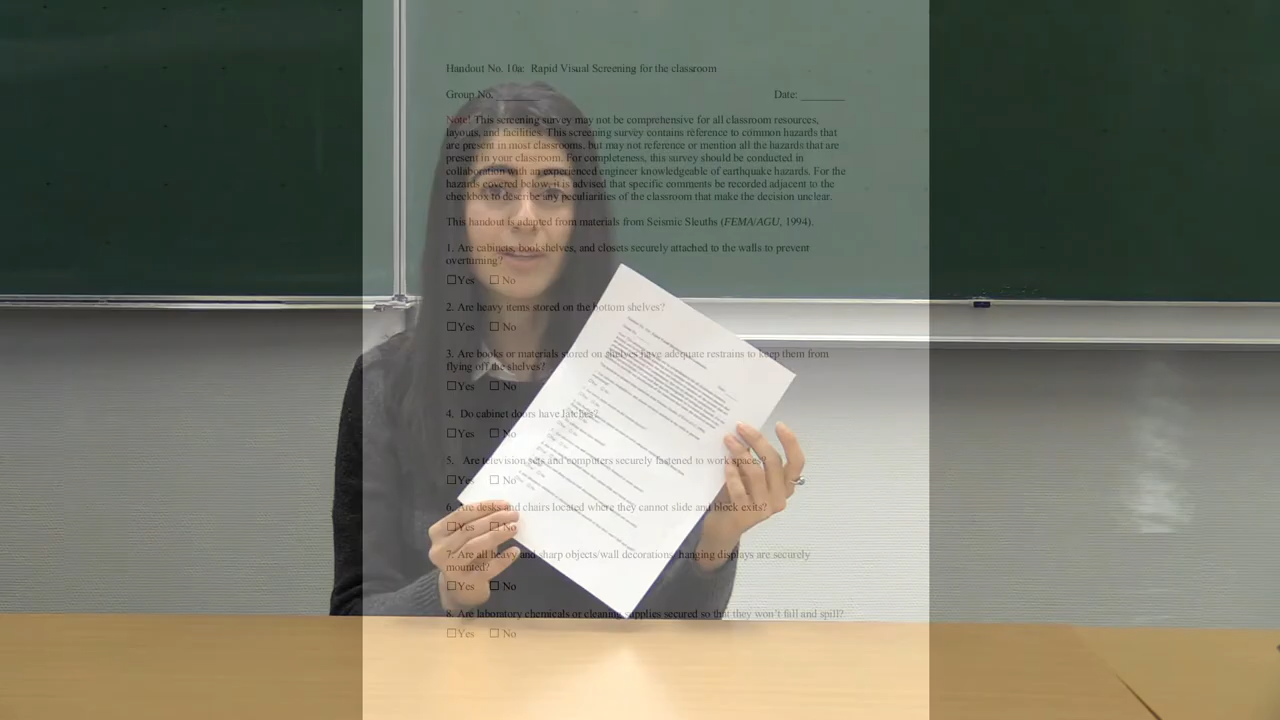 Handout No. 10a: Rapid Visual Screening for the classroom
Group No. _______ Date: _______
Note! This screening survey may not be comprehensive for all classroom resources,
layouts, and facilities. This screening survey contains reference to common hazards that
are present in most classrooms, but may not reference or mention all the hazards that are
present in your classroom. For completeness, this survey should be conducted in
collaboration with an experienced engineer knowledgeable of earthquake hazards. For the
hazards covered below, it is advised that specific comments be recorded adjacent to the
checkbox to describe any peculiarities of the classroom that make the decision unclear.
This handout is adapted from materials from Seismic Sleuths (FEMA/AGU, 1994).
1. Are cabinets, bookshelves, and closets securely attached to the walls to prevent
overturning?
☐Yes ☐ No
2. Are heavy items stored on the bottom shelves?
☐Yes ☐ No
3. Are books or materials stored on shelves have adequate restrains to keep them from
flying off the shelves?
☐Yes ☐ No
4. Do cabinet doors have latches?
☐Yes ☐ No
5. Are television sets and computers securely fastened to work spaces?
☐Yes ☐ No
6. Are desks and chairs located where they cannot slide and block exits?
☐Yes ☐ No
7. Are all heavy and sharp objects/wall decorations, hanging displays are securely
mounted?
☐Yes ☐ No
8. Are laboratory chemicals or cleaning supplies secured so that they won't fall and spill?
☐Yes ☐ No